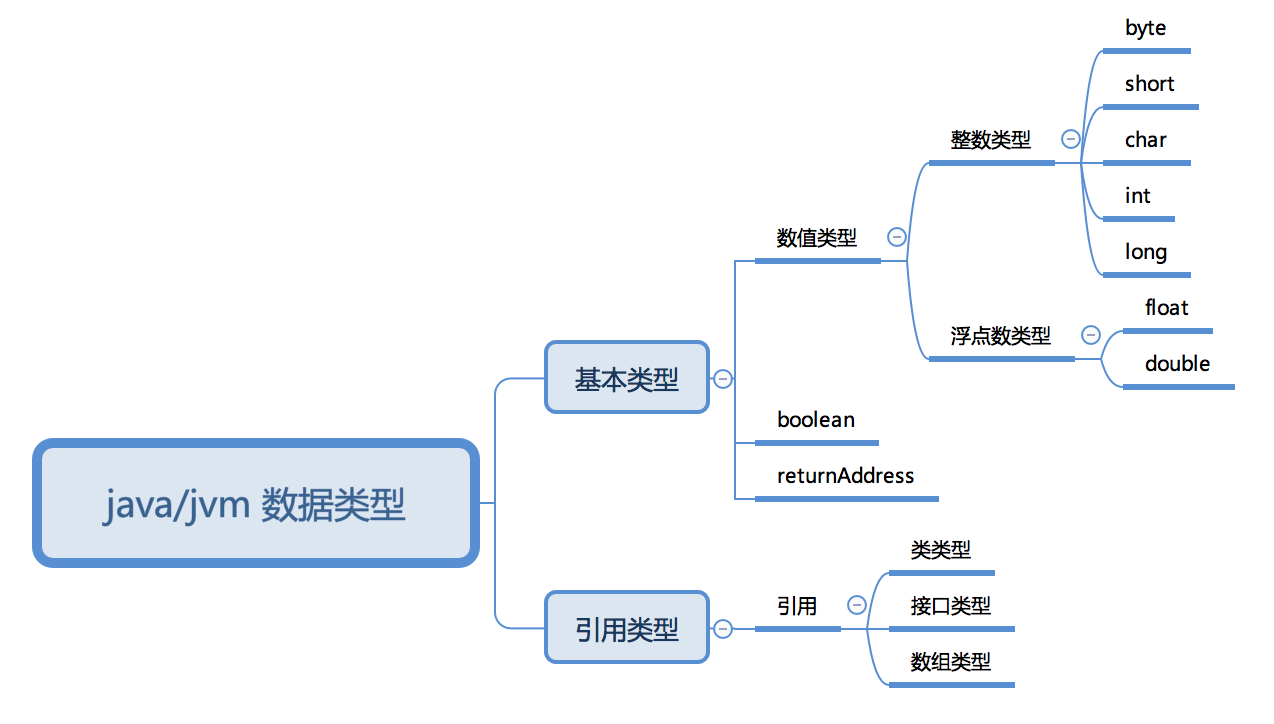 java/jvm 数据类型
基本类型
数值类型
整数类型
byte
short
char
int
long
浮点数类型
float
double
boolean
returnAddress
引用类型
引用
类类型
接口类型
数组类型